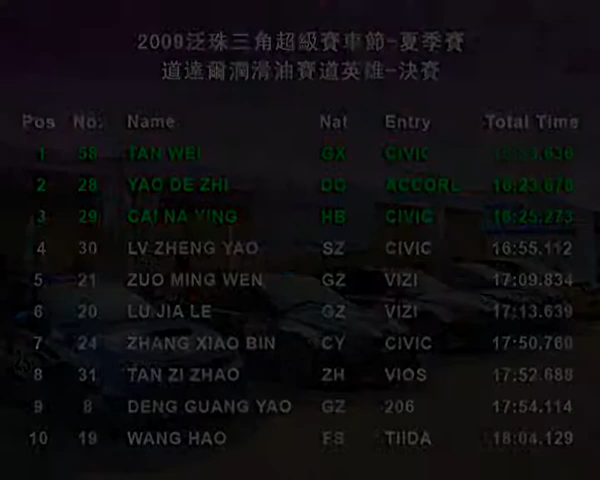 2009泛珠三角超級賽車節-夏季賽
道達爾潤滑油賽道英雄-決賽
Pos No. Name Nat Entry Total Time
1 58 TAN WEI GX CIVIC
2 28 YAO DE ZHI ACCORD 16:23.676
3 29 CAI NA YING HB CIVIC 16:25.273
4 30 LV ZHENG YAO SZ CIVIC 16:55.112
5 21 ZUO MING WEN GZ VIZI 17:09.834
6 20 LU JIA LE GZ VIZI 17:13.639
7 24 ZHANG XIAO BIN CY CIVIC 17:50.760
8 31 TAN ZI ZHAO ZH VIOS 17:52.688
9 8 DENG GUANG YAO GZ 206 17:54.114
10 19 WANG HAO FS TIIDA 18:04.129